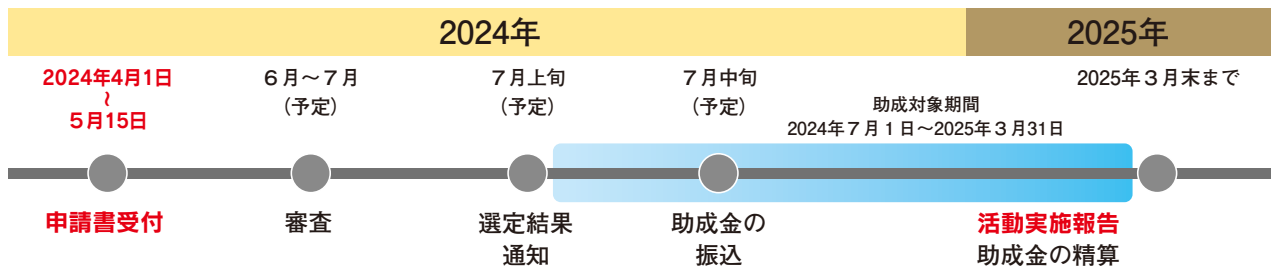 2024年
2025年
2024年4月1日
～
5月15日
６月～７月
(予定)
７月上旬
(予定)
７月中旬
(予定)
2025年３月末まで
助成対象期間
2024年７月１日～2025年３月31日
申請書受付
審査
選定結果
通知
助成金の
振込
活動実施報告
助成金の精算